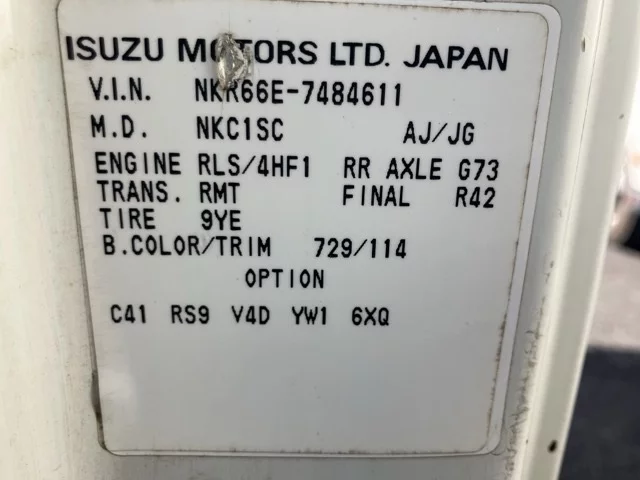 ISUZU MOTORS LTD. JAPAN
V.I.N. NKR66E-7484611
M.D. NKC1SC AJ/JG
ENGINE RLS/4HF1 RR AXLE G73
TRANS. RMT FINAL R42
TIRE 9YE
B.COLOR/TRIM 729/114
OPTION
C41 RS9 V4D YW1 6XQ